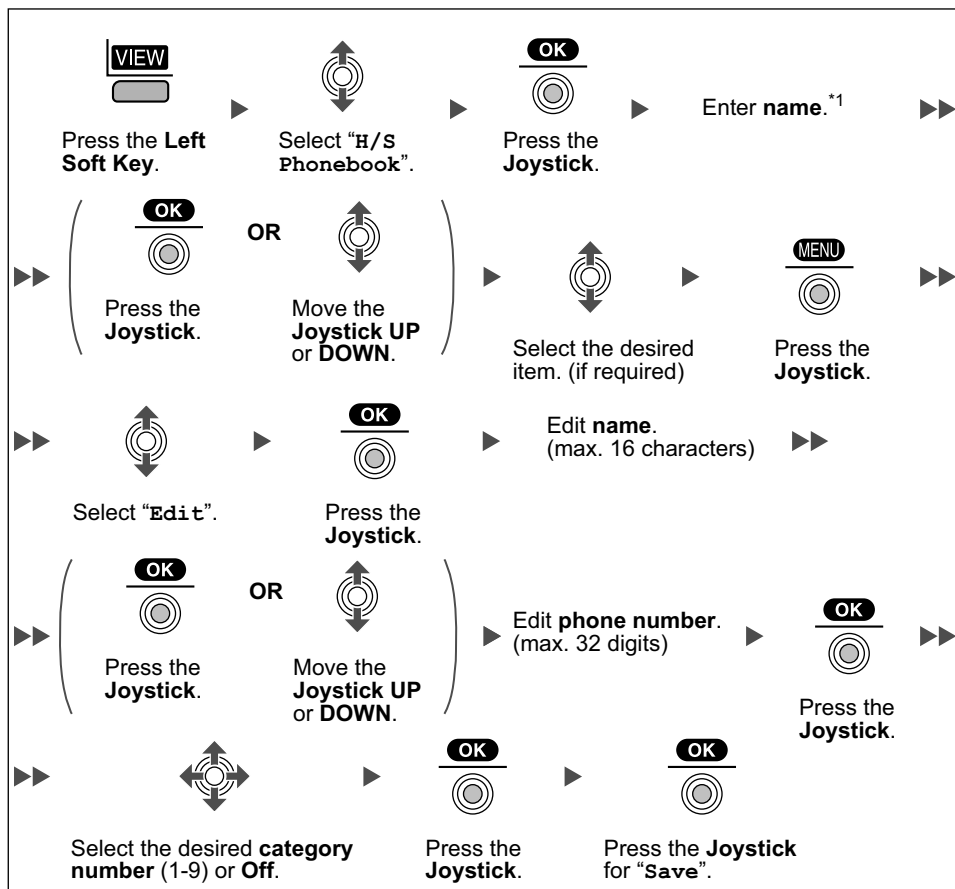 VIEW
Press the Left
Soft Key.
Select “H/S
Phonebook”.
OK
Press the
Joystick.
Enter name.*1
OK
Press the
Joystick.
OR
Move the
Joystick UP
or DOWN.
Select the desired
item. (if required)
MENU
Press the
Joystick.
Select “Edit”.
OK
Press the
Joystick.
Edit name.
(max. 16 characters)
OK
Press the
Joystick.
OR
Move the
Joystick UP
or DOWN.
Edit phone number.
(max. 32 digits)
OK
Press the
Joystick.
Select the desired category
number (1-9) or Off.
OK
Press the
Joystick.
OK
Press the Joystick
for “Save”.